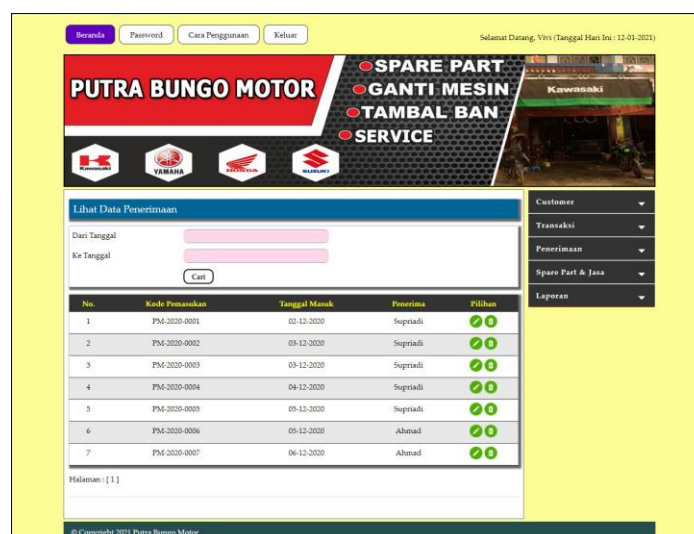 Beranda Password Cara Penggunaan Keluar Selamat Datang, Vivi (Tanggal Hari Ini : 12-01-2021)
PUTRA BUNGO MOTOR
SPARE PART
GANTI MESIN
TAMBAL BAN
SERVICE
Kawasaki
Kawasaki YAMAHA HONDA SUZUKI
Lihat Data Penerimaan
Dari Tanggal
Ke Tanggal
Cari
No. Kode Pemasukan Tanggal Masuk Penerima Pilihan
1 PM-2020-0001 02-12-2020 Supriadi
2 PM-2020-0002 03-12-2020 Supriadi
3 PM-2020-0003 03-12-2020 Supriadi
4 PM-2020-0004 04-12-2020 Supriadi
5 PM-2020-0005 05-12-2020 Supriadi
6 PM-2020-0006 05-12-2020 Ahmad
7 PM-2020-0007 06-12-2020 Ahmad
Halaman : [ 1 ]
Customer
Transaksi
Penerimaan
Spare Part & Jasa
Laporan
© Copyright 2021 Putra Bungo Motor